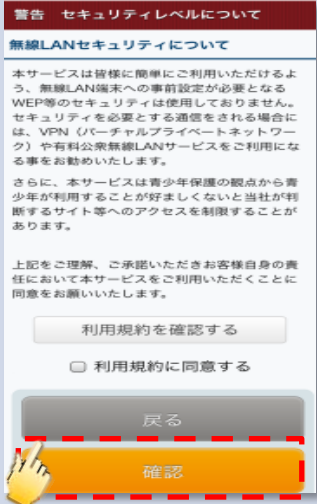 警告 セキュリティレベルについて
無線LANセキュリティについて
本サービスは皆様に簡単にご利用いただけるよ
う、無線LAN端末への事前設定が必要となる
WEP等のセキュリティは使用しておりません。
セキュリティを必要とする通信をされる場合に
は、VPN（バーチャルプライベートネットワー
ク）や有料公衆無線LANサービスをご利用にな
る事をお勧めいたします。
さらに、本サービスは青少年保護の観点から青
少年が利用することが好ましくないと当社が判
断するサイト等へのアクセスを制限することが
あります。
上記をご理解、ご承諾いただきお客様自身の責
任において本サービスをご利用いただくことに
同意をお願いいたします。
利用規約を確認する
利用規約に同意する
戻る
確認